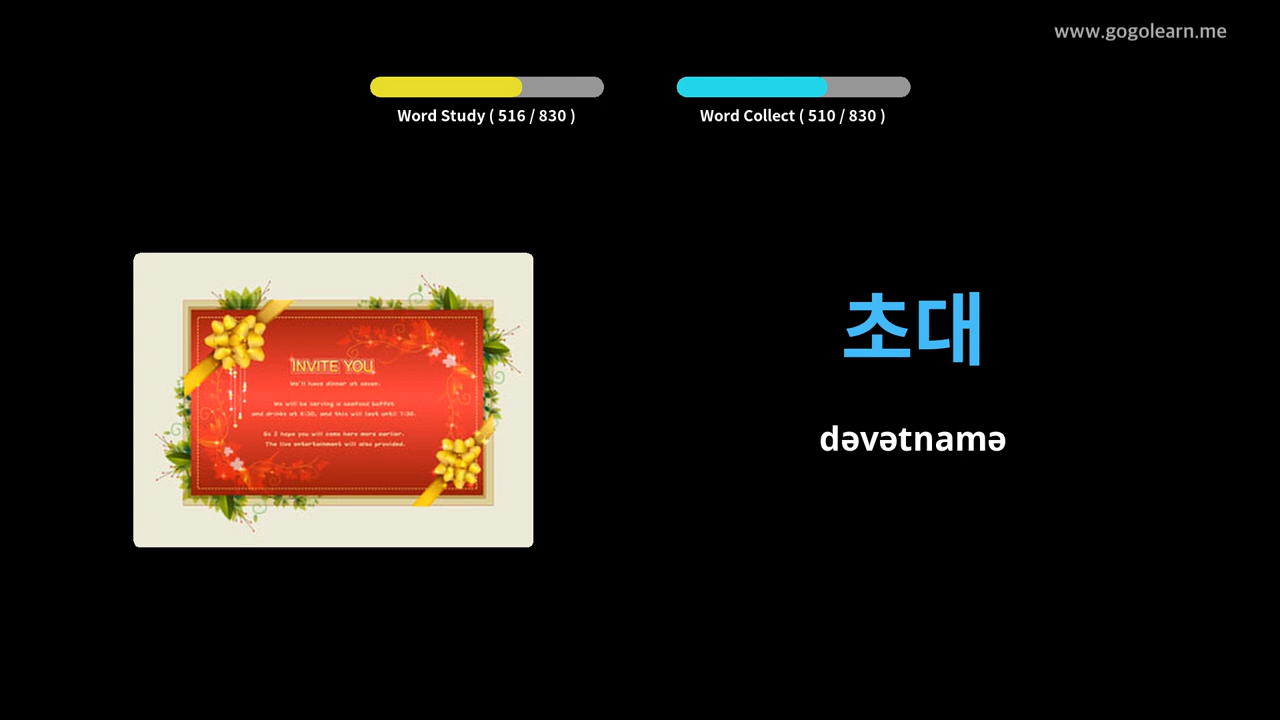 www.gogolearn.me
Word Study ( 516 / 830 )
Word Collect ( 510 / 830 )
INVITE YOU
We'll have dinner at seven.
We will be serving a seafood buffet
and drinks at 6:30, and this will last until 7:30.
So I hope you will come here more earlier.
The live entertainment will also provided.
초대
dəvətnamə